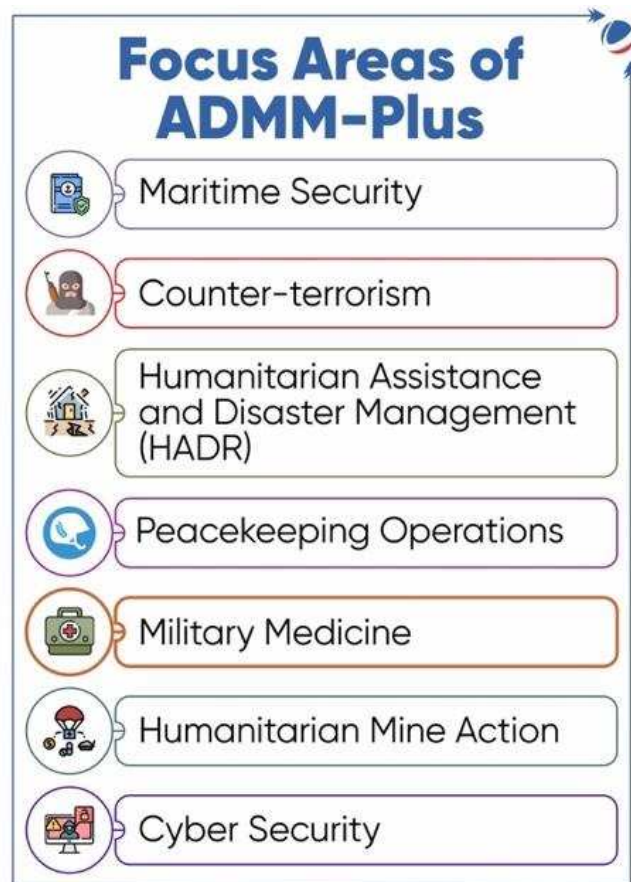 Focus Areas of
ADMM-Plus
Maritime Security
Counter-terrorism
Humanitarian Assistance
and Disaster Management
(HADR)
Peacekeeping Operations
Military Medicine
Humanitarian Mine Action
Cyber Security